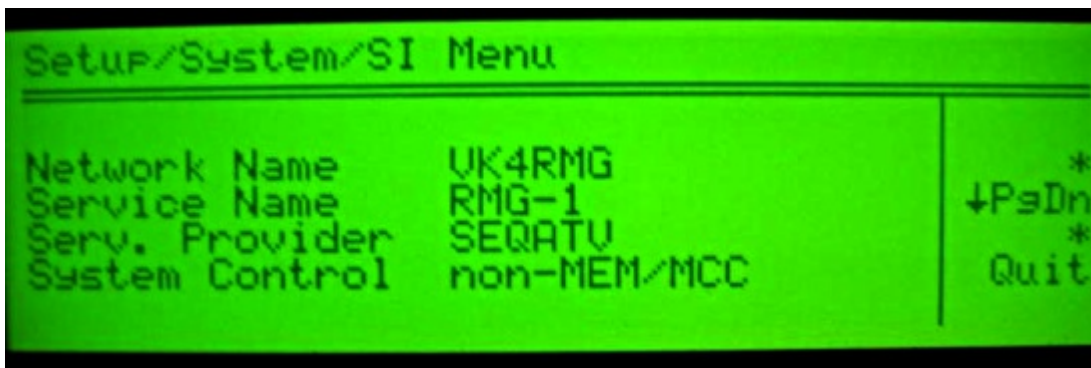 Setup/System/SI Menu
Network Name VK4RMG *
Service Name RMG-1 ↓PgDn
Serv. Provider SEQATV *
System Control non-MEM/MCC Quit